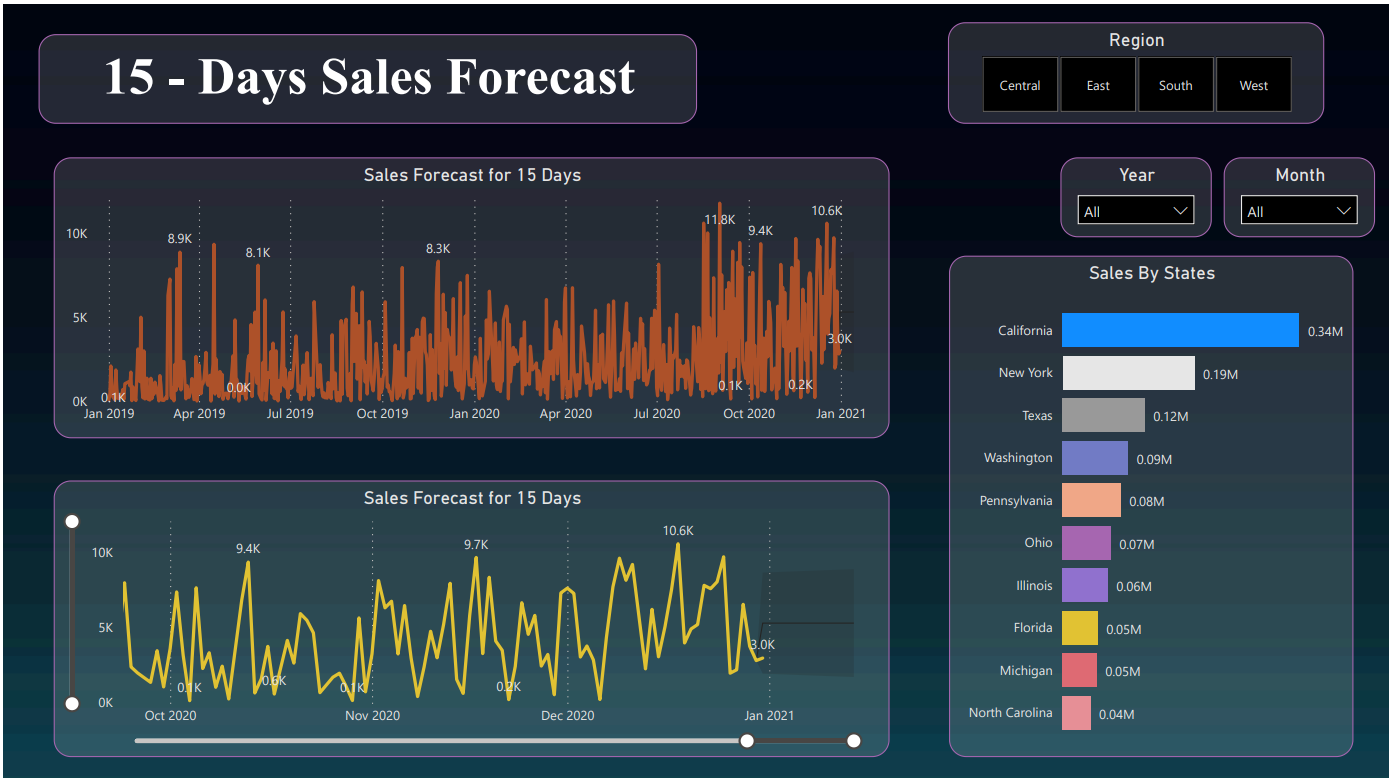 15 - Days Sales Forecast
Region
Central East South West
Sales Forecast for 15 Days
Year
All
Month
All
10K
5K
0K
8.9K
8.1K
8.3K
11.8K
9.4K
10.6K
3.0K
0.1K
0.0K
0.1K
0.2K
Jan 2019 Apr 2019 Jul 2019 Oct 2019 Jan 2020 Apr 2020 Jul 2020 Oct 2020 Jan 2021
Sales By States
California 0.34M
New York 0.19M
Texas 0.12M
Washington 0.09M
Pennsylvania 0.08M
Ohio 0.07M
Illinois 0.06M
Florida 0.05M
Michigan 0.05M
North Carolina 0.04M
Sales Forecast for 15 Days
10K
5K
0K
9.4K
9.7K
10.6K
3.0K
0.1K
0.6K
0.1K
0.2K
Oct 2020 Nov 2020 Dec 2020 Jan 2021